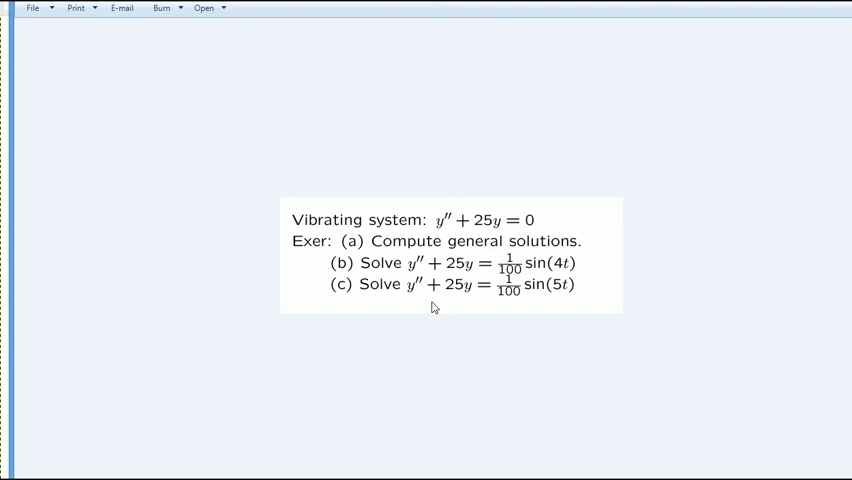 File Print E-mail Burn Open
Vibrating system: y″ + 25y = 0
Exer: (a) Compute general solutions.
(b) Solve y″ + 25y = 1/100 sin(4t)
(c) Solve y″ + 25y = 1/100 sin(5t)